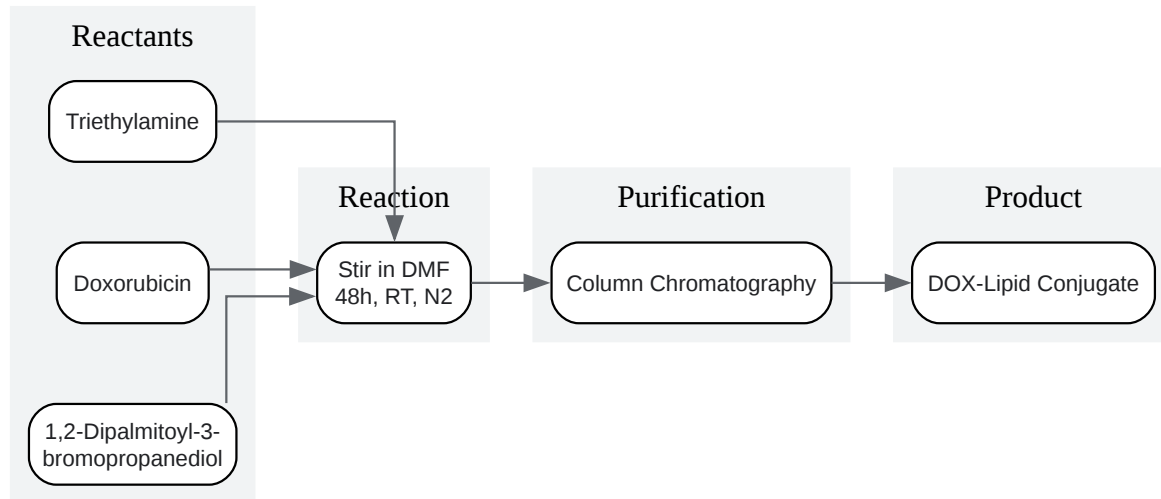 Reactants
Triethylamine
Doxorubicin
1,2-Dipalmitoyl-3-
bromopropanediol
Reaction
Stir in DMF
48h, RT, N2
Purification
Column Chromatography
Product
DOX-Lipid Conjugate